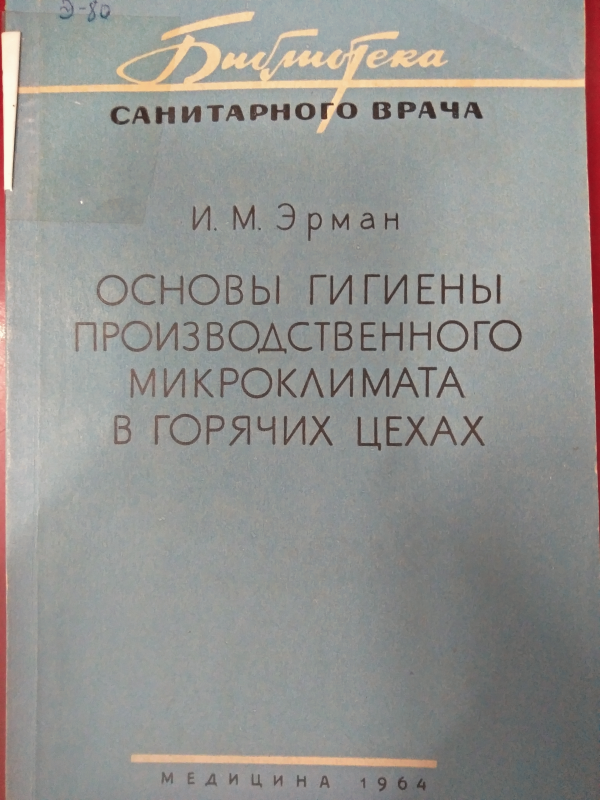 Э-80
Библиотека
САНИТАРНОГО ВРАЧА
И. М. Эрман
ОСНОВЫ ГИГИЕНЫ
ПРОИЗВОДСТВЕННОГО
МИКРОКЛИМАТА
В ГОРЯЧИХ ЦЕХАХ
МЕДИЦИНА 1964